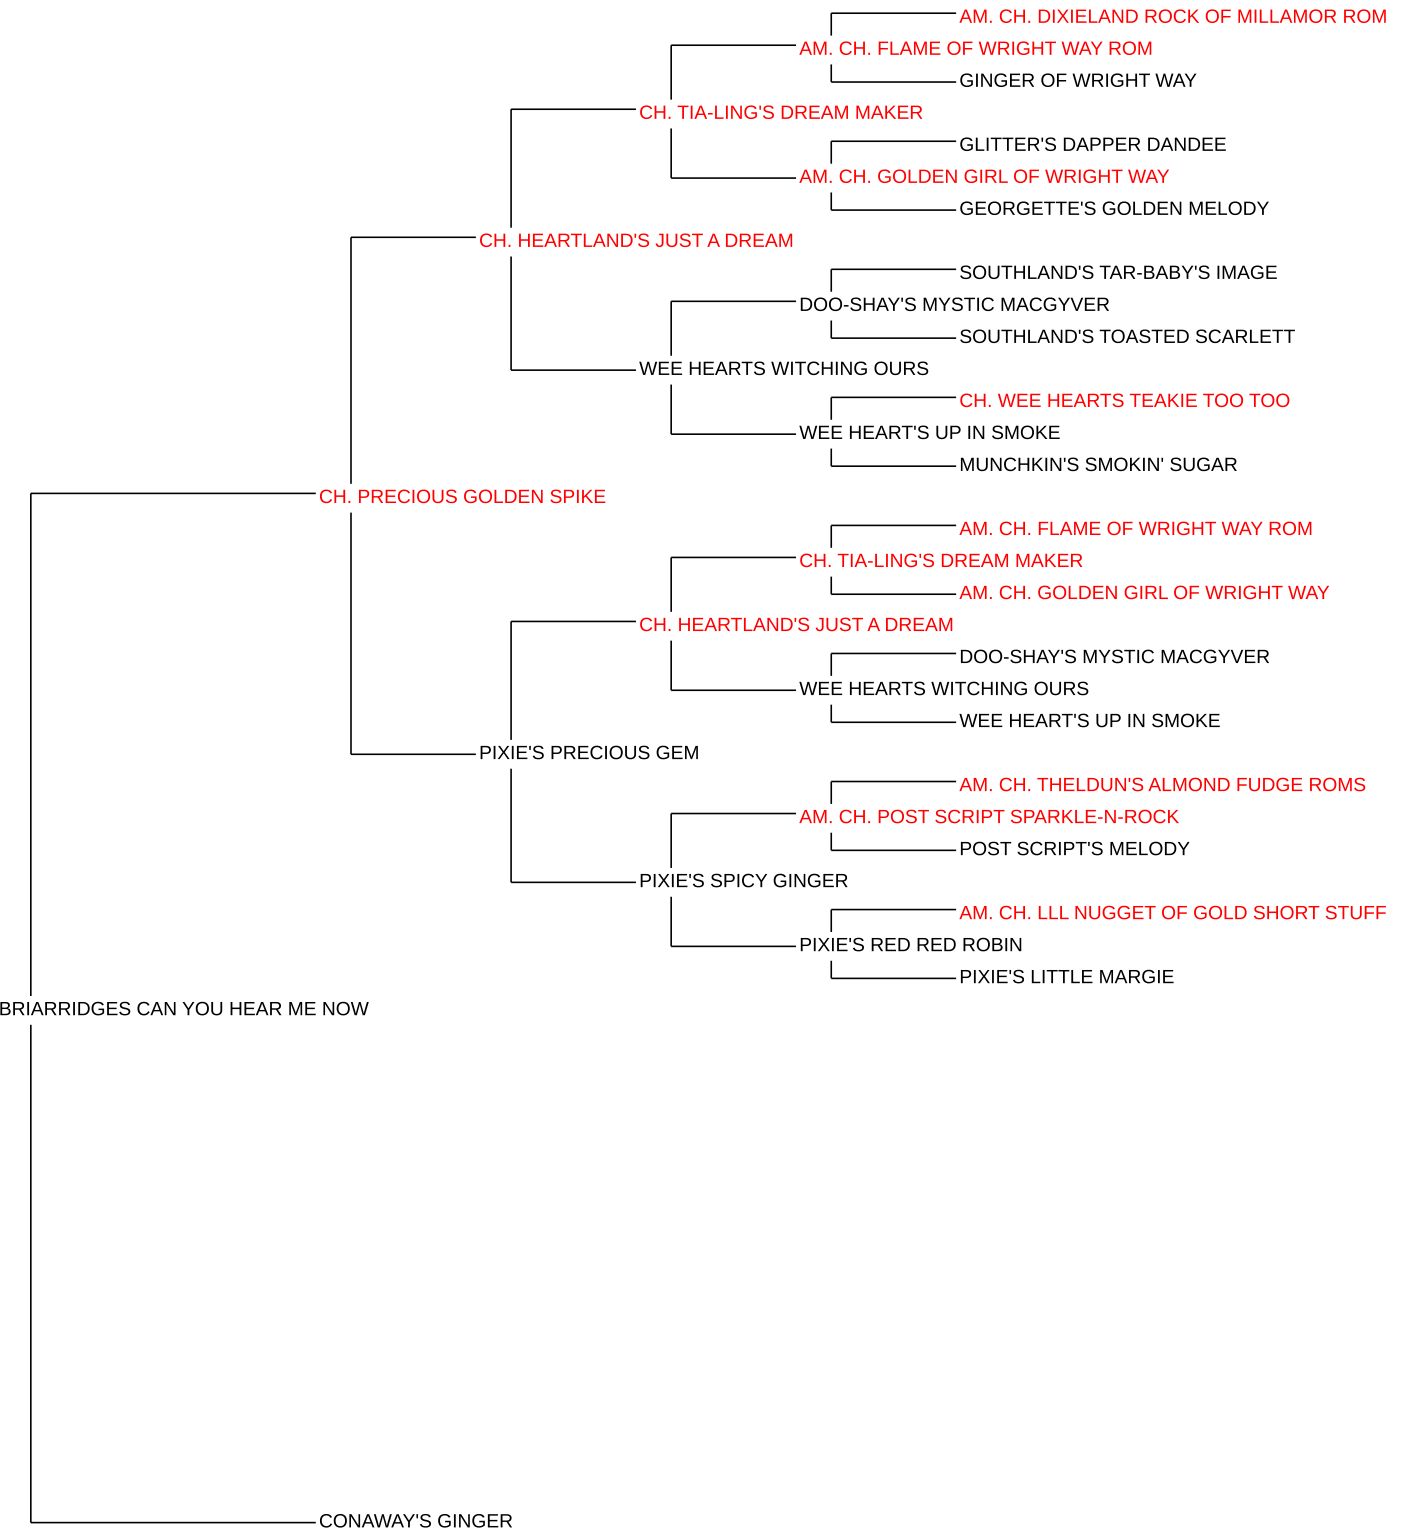 AM. CH. DIXIELAND ROCK OF MILLAMOR ROM
AM. CH. FLAME OF WRIGHT WAY ROM
GINGER OF WRIGHT WAY
CH. TIA-LING'S DREAM MAKER
GLITTER'S DAPPER DANDEE
AM. CH. GOLDEN GIRL OF WRIGHT WAY
GEORGETTE'S GOLDEN MELODY
CH. HEARTLAND'S JUST A DREAM
SOUTHLAND'S TAR-BABY'S IMAGE
DOO-SHAY'S MYSTIC MACGYVER
SOUTHLAND'S TOASTED SCARLETT
WEE HEARTS WITCHING OURS
CH. WEE HEARTS TEAKIE TOO TOO
WEE HEART'S UP IN SMOKE
MUNCHKIN'S SMOKIN' SUGAR
CH. PRECIOUS GOLDEN SPIKE
AM. CH. FLAME OF WRIGHT WAY ROM
CH. TIA-LING'S DREAM MAKER
AM. CH. GOLDEN GIRL OF WRIGHT WAY
CH. HEARTLAND'S JUST A DREAM
DOO-SHAY'S MYSTIC MACGYVER
WEE HEARTS WITCHING OURS
WEE HEART'S UP IN SMOKE
PIXIE'S PRECIOUS GEM
AM. CH. THELDUN'S ALMOND FUDGE ROMS
AM. CH. POST SCRIPT SPARKLE-N-ROCK
POST SCRIPT'S MELODY
PIXIE'S SPICY GINGER
AM. CH. LLL NUGGET OF GOLD SHORT STUFF
PIXIE'S RED RED ROBIN
PIXIE'S LITTLE MARGIE
BRIARRIDGES CAN YOU HEAR ME NOW
CONAWAY'S GINGER